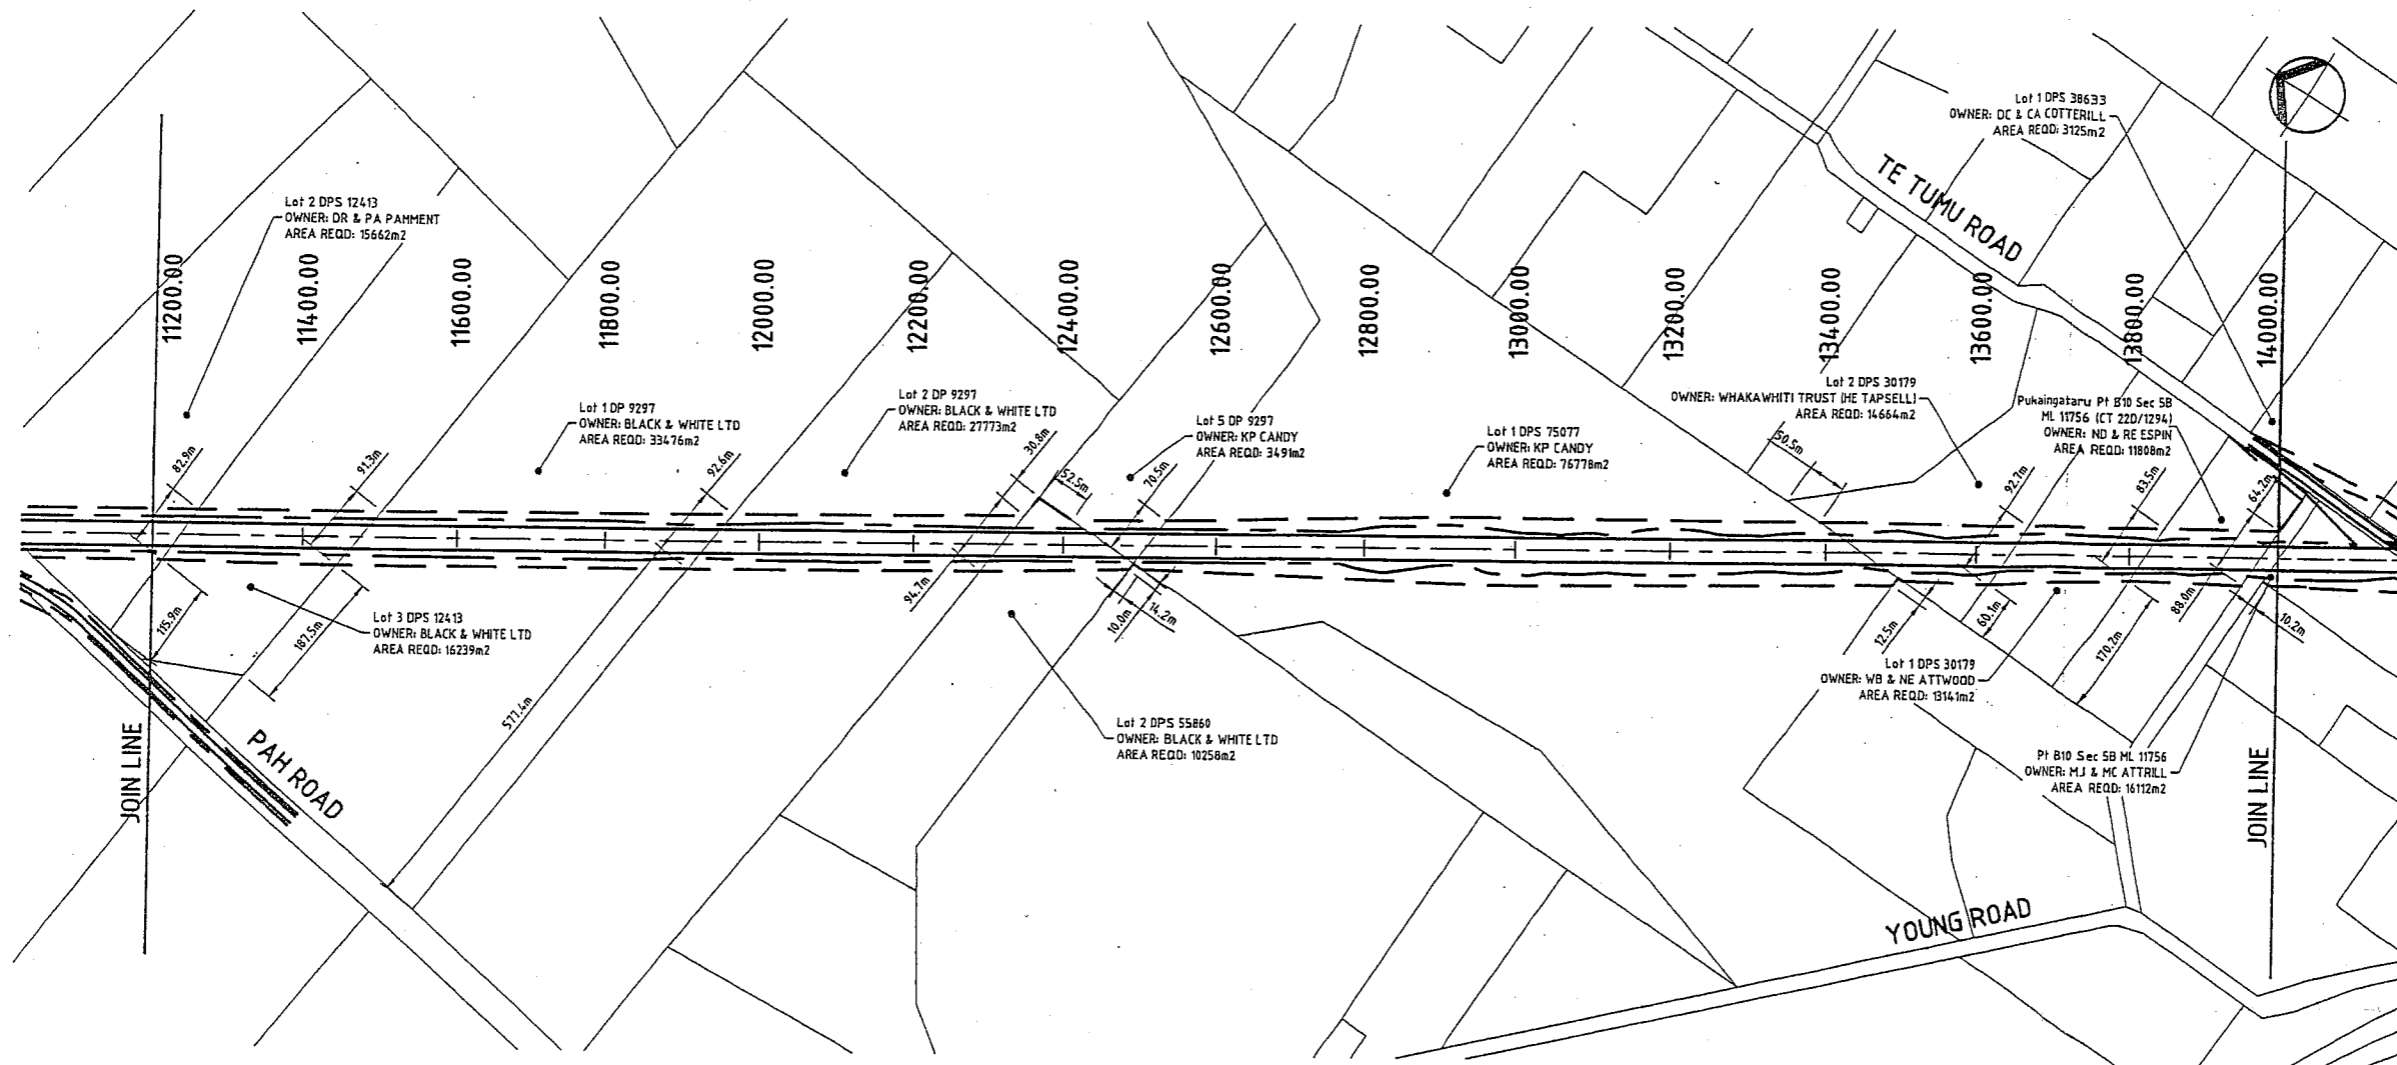 Lot 1 DPS 38633
OWNER: DC & CA COTTERILL
AREA REQD: 3125m2
TE TUMU ROAD
Lot 2 DPS 12413
OWNER: DR & PA PAMMENT
AREA REQD: 15662m2
11200.00
11400.00
11600.00
11800.00
12000.00
12200.00
12400.00
12600.00
12800.00
13000.00
13200.00
13400.00
13600.00
13800.00
14000.00
Lot 1 DP 9297
OWNER: BLACK & WHITE LTD
AREA REQD: 33476m2
Lot 2 DP 9297
OWNER: BLACK & WHITE LTD
AREA REQD: 27773m2
Lot 5 DP 9297
OWNER: KP CANDY
AREA REQD: 3491m2
Lot 1 DPS 75077
OWNER: KP CANDY
AREA REQD: 76778m2
Lot 2 DPS 30179
OWNER: WHAKAWHITI TRUST (HE TAPSELL)
AREA REQD: 14664m2
Pukaingataru Pt B10 Sec 5B
ML 11756 (CT 22D/1294)
OWNER: ND & RE ESPIN
AREA REQD: 11808m2
82.9m
91.3m
92.6m
30.8m
52.5m
70.5m
50.5m
92.7m
83.5m
64.2m
115.9m
187.5m
577.4m
94.7m
10.0m
14.2m
12.5m
60.1m
170.2m
88.0m
10.2m
Lot 3 DPS 12413
OWNER: BLACK & WHITE LTD
AREA REQD: 16239m2
Lot 2 DPS 55860
OWNER: BLACK & WHITE LTD
AREA REQD: 10258m2
Lot 1 DPS 30179
OWNER: WB & NE ATTWOOD
AREA REQD: 13141m2
Pt B10 Sec 5B ML 11756
OWNER: MJ & MC ATTRILL
AREA REQD: 16112m2
JOIN LINE
PAH ROAD
JOIN LINE
YOUNG ROAD